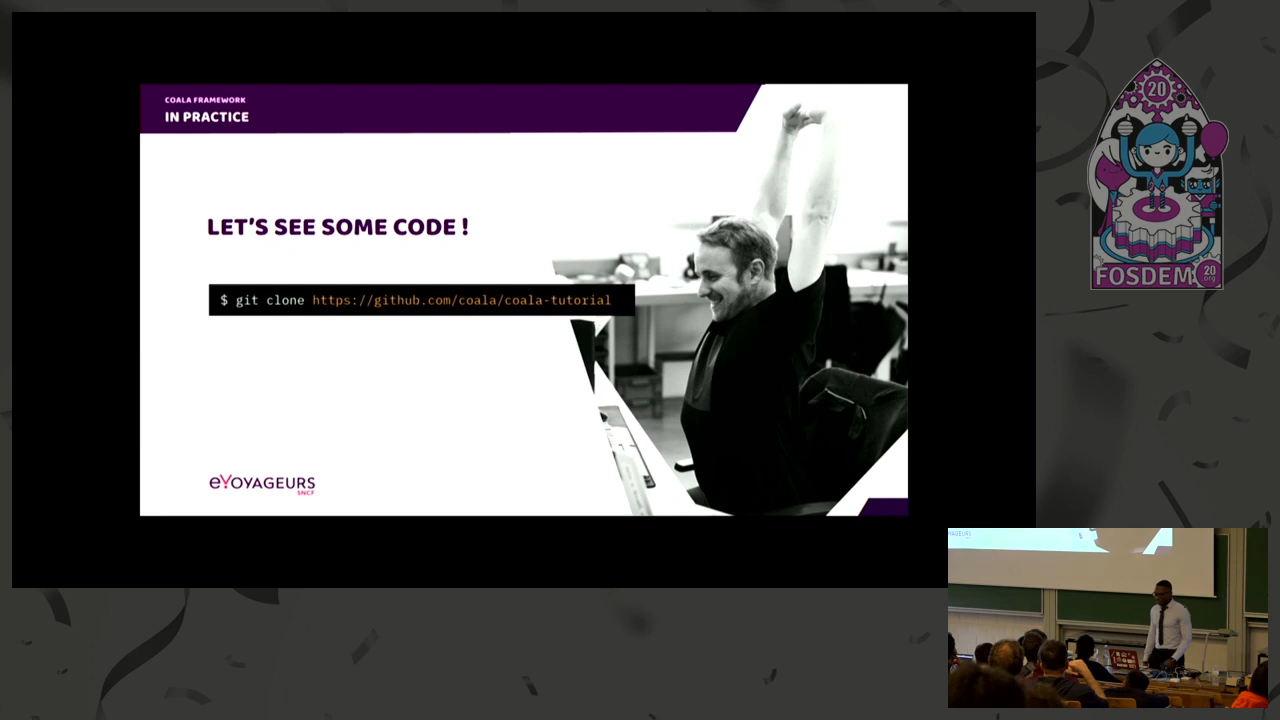 COALA FRAMEWORK
IN PRACTICE
LET'S SEE SOME CODE !
$ git clone https://github.com/coala/coala-tutorial
eVOYAGEURS
SNCF
20
FOSDEM
20
org